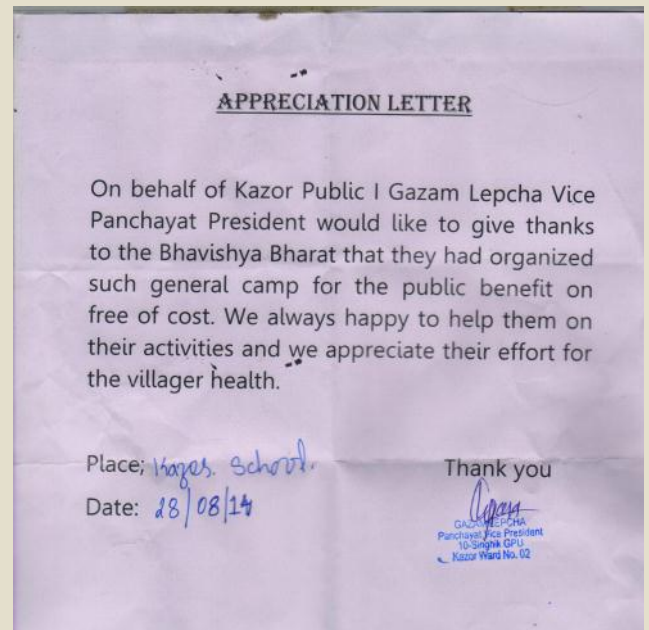 APPRECIATION LETTER
On behalf of Kazor Public I Gazam Lepcha Vice
Panchayat President would like to give thanks
to the Bhavishya Bharat that they had organized
such general camp for the public benefit on
free of cost. We always happy to help them on
their activities and we appreciate their effort for
the villager health.
Place; School.
Thank you
Date: 28/08/14
GAZAM LEPCHA
Panchayat Vice President
10-Singhik GPU
Kazor Ward No. 02